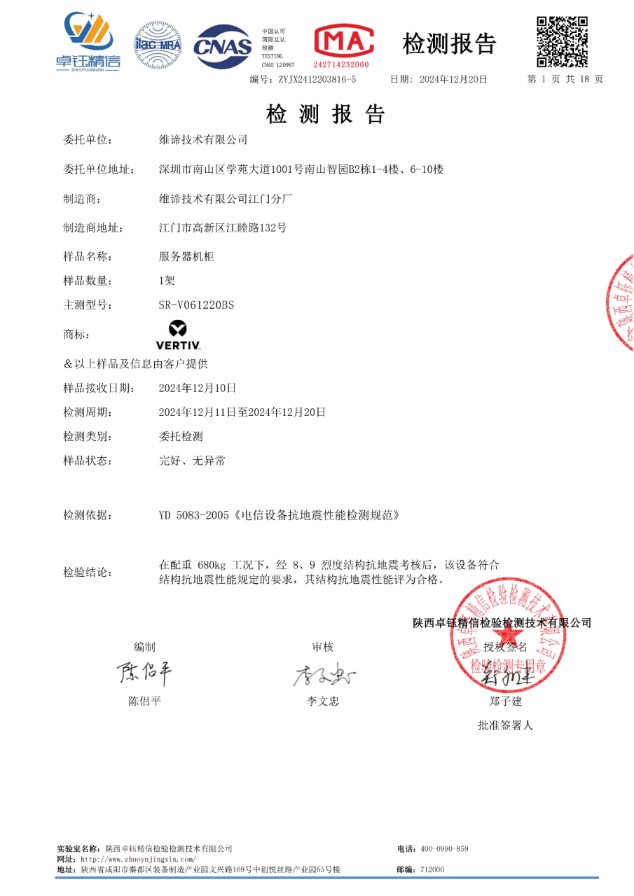 卓钰精信
ZHUOYUJINGXIN
ilac-MRA
CNAS
中国认可
国际互认
检测
TESTING
CNAS L20067
MA
242714232000
检测报告
编号：ZYJX2412203816-5 日期：2024年12月20日 第 1 页 共 18 页
检 测 报 告
委托单位： 维谛技术有限公司
委托单位地址： 深圳市南山区学苑大道1001号南山智园B2栋1-4楼、6-10楼
制造商： 维谛技术有限公司江门分厂
制造商地址： 江门市高新区江睦路132号
样品名称： 服务器机柜
样品数量： 1架
主测型号： SR-V061220BS
商标： VERTIV.
&以上样品及信息由客户提供
样品接收日期： 2024年12月10日
检测周期： 2024年12月11日至2024年12月20日
检测类别： 委托检测
样品状态： 完好、无异常
检测依据： YD 5083-2005《电信设备抗地震性能检测规范》
检验结论： 在配重 680kg 工况下，经 8、9 烈度结构抗地震考核后，该设备符合
结构抗地震性能规定的要求，其结构抗地震性能评为合格。
陕西卓钰精信检验检测技术有限公司
编制 审核 授权签名
陈侣平 李文忠
检验检测专用章
陈侣平 李文忠 郑子建
批准签署人
实验室名称：陕西卓钰精信检验检测技术有限公司 电话：400-0990-859
网址：http://www.zhuoyujingxin.com/
地址：陕西省咸阳市秦都区装备制造产业园文兴路169号中创悦丝路产业园65号楼 邮编：712000